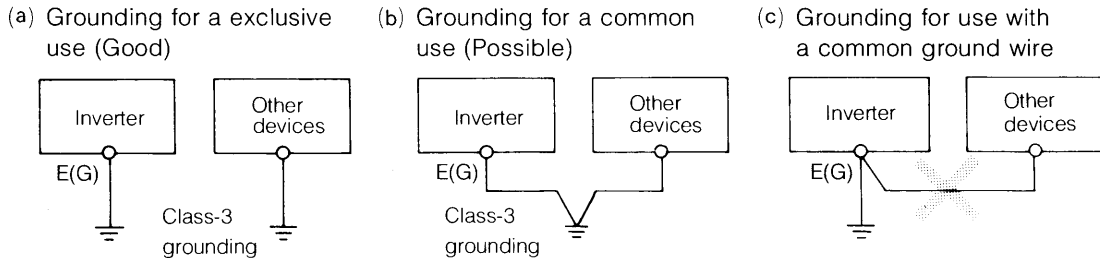 (a) Grounding for a exclusive
use (Good)
Inverter
Other
devices
E(G)
Class-3
grounding
(b) Grounding for a common
use (Possible)
Inverter
Other
devices
E(G)
Class-3
grounding
(c) Grounding for use with
a common ground wire
Inverter
Other
devices
E(G)